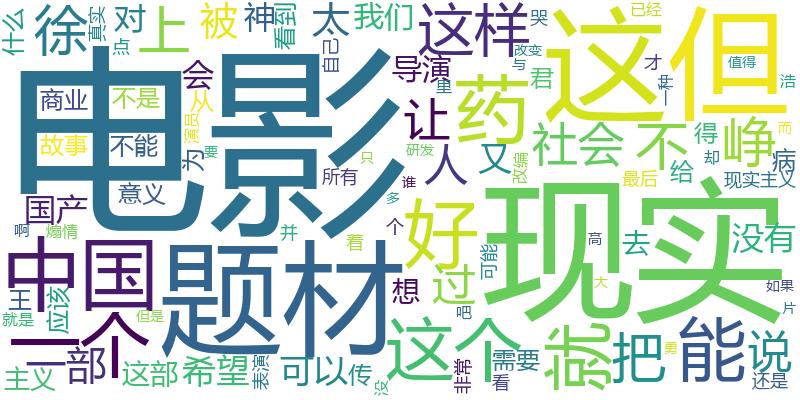 什么
徐
真实
对
点
上
被
神
看到
太
自己
我们
哭
这样
改变
与
这
但
已经
值得
电影
导演
会
君
里
药
才
一种
浩
商业
不是
从
演员
让
社会
不
得
峥
而
故事
不能
为
要
人
又
改编
给
却
病
研发
只
意义
所有
谁
最后
现实主义
国产
多
个
好
现实
高
去
没有
啊
煽情
并
着
可能
中国
题材
想
过
大
如果
王
应该
吧
片
就是
但是
一个
一部
这个
就
勇
把
能
说
主义
这部
希望
表演
可以
传
没
非常
需要
看
还是